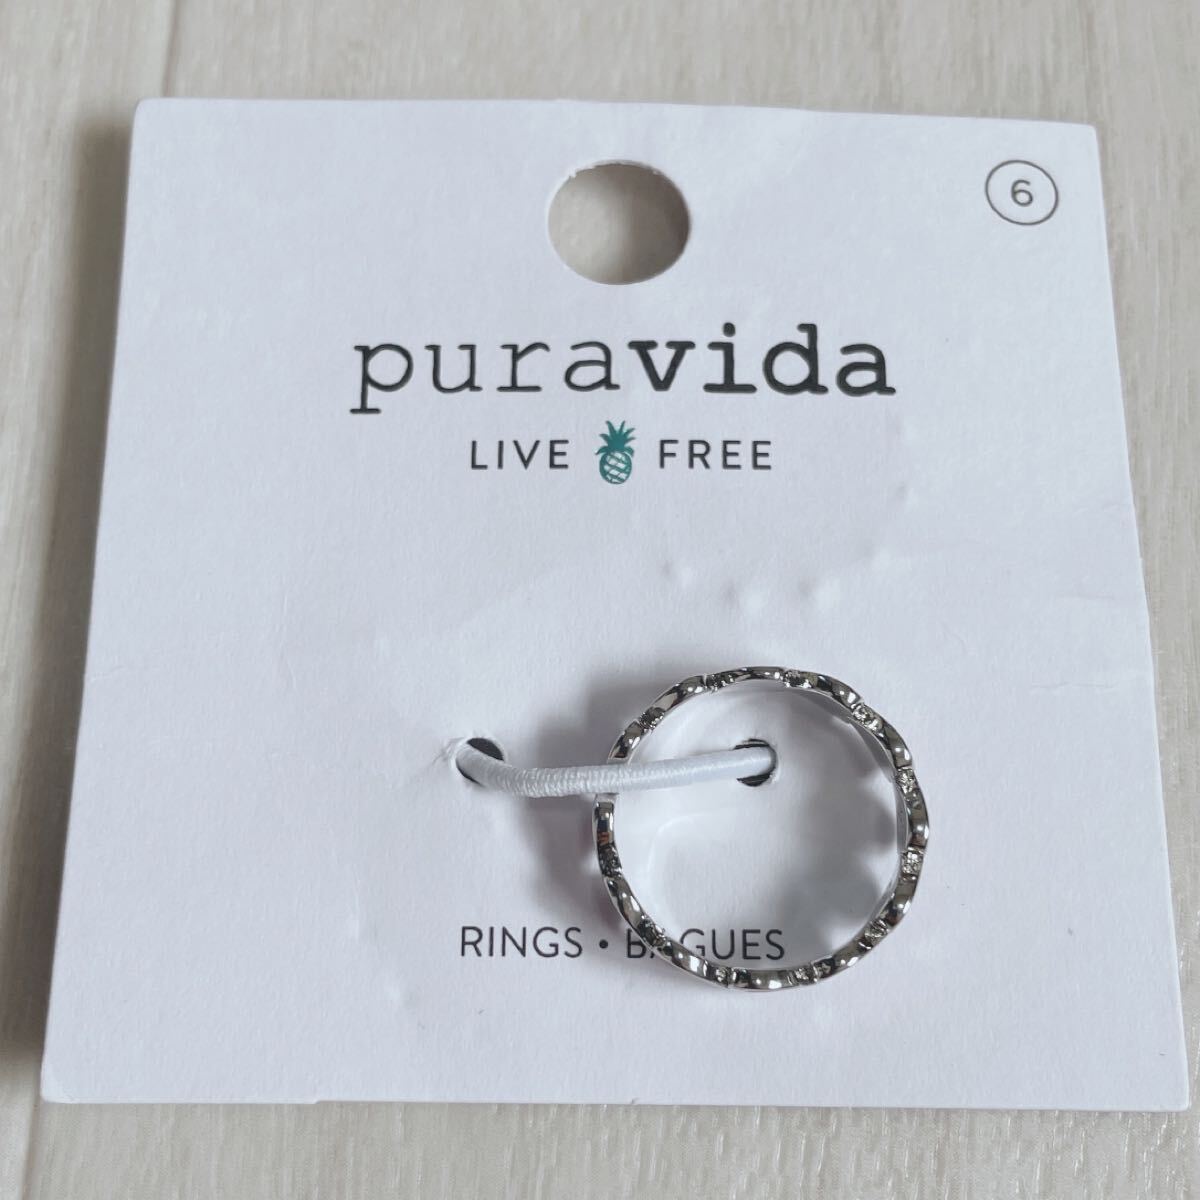 6
puravida
LIVE FREE
RINGS • BAGUES